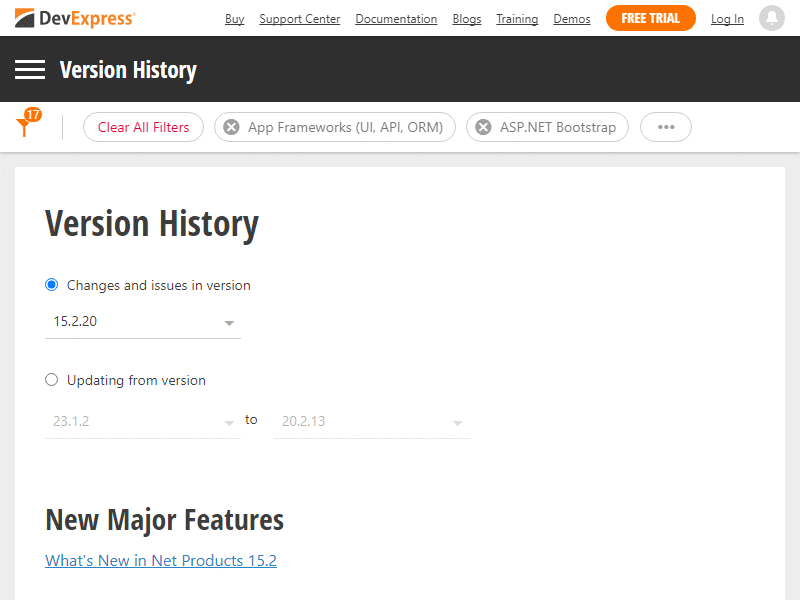 DevExpress
Buy Support Center Documentation Blogs Training Demos FREE TRIAL Log In
Version History
17
Clear All Filters App Frameworks (UI, API, ORM) ASP.NET Bootstrap •••
Version History
Changes and issues in version
15.2.20
Updating from version
23.1.2 to 20.2.13
New Major Features
What's New in Net Products 15.2